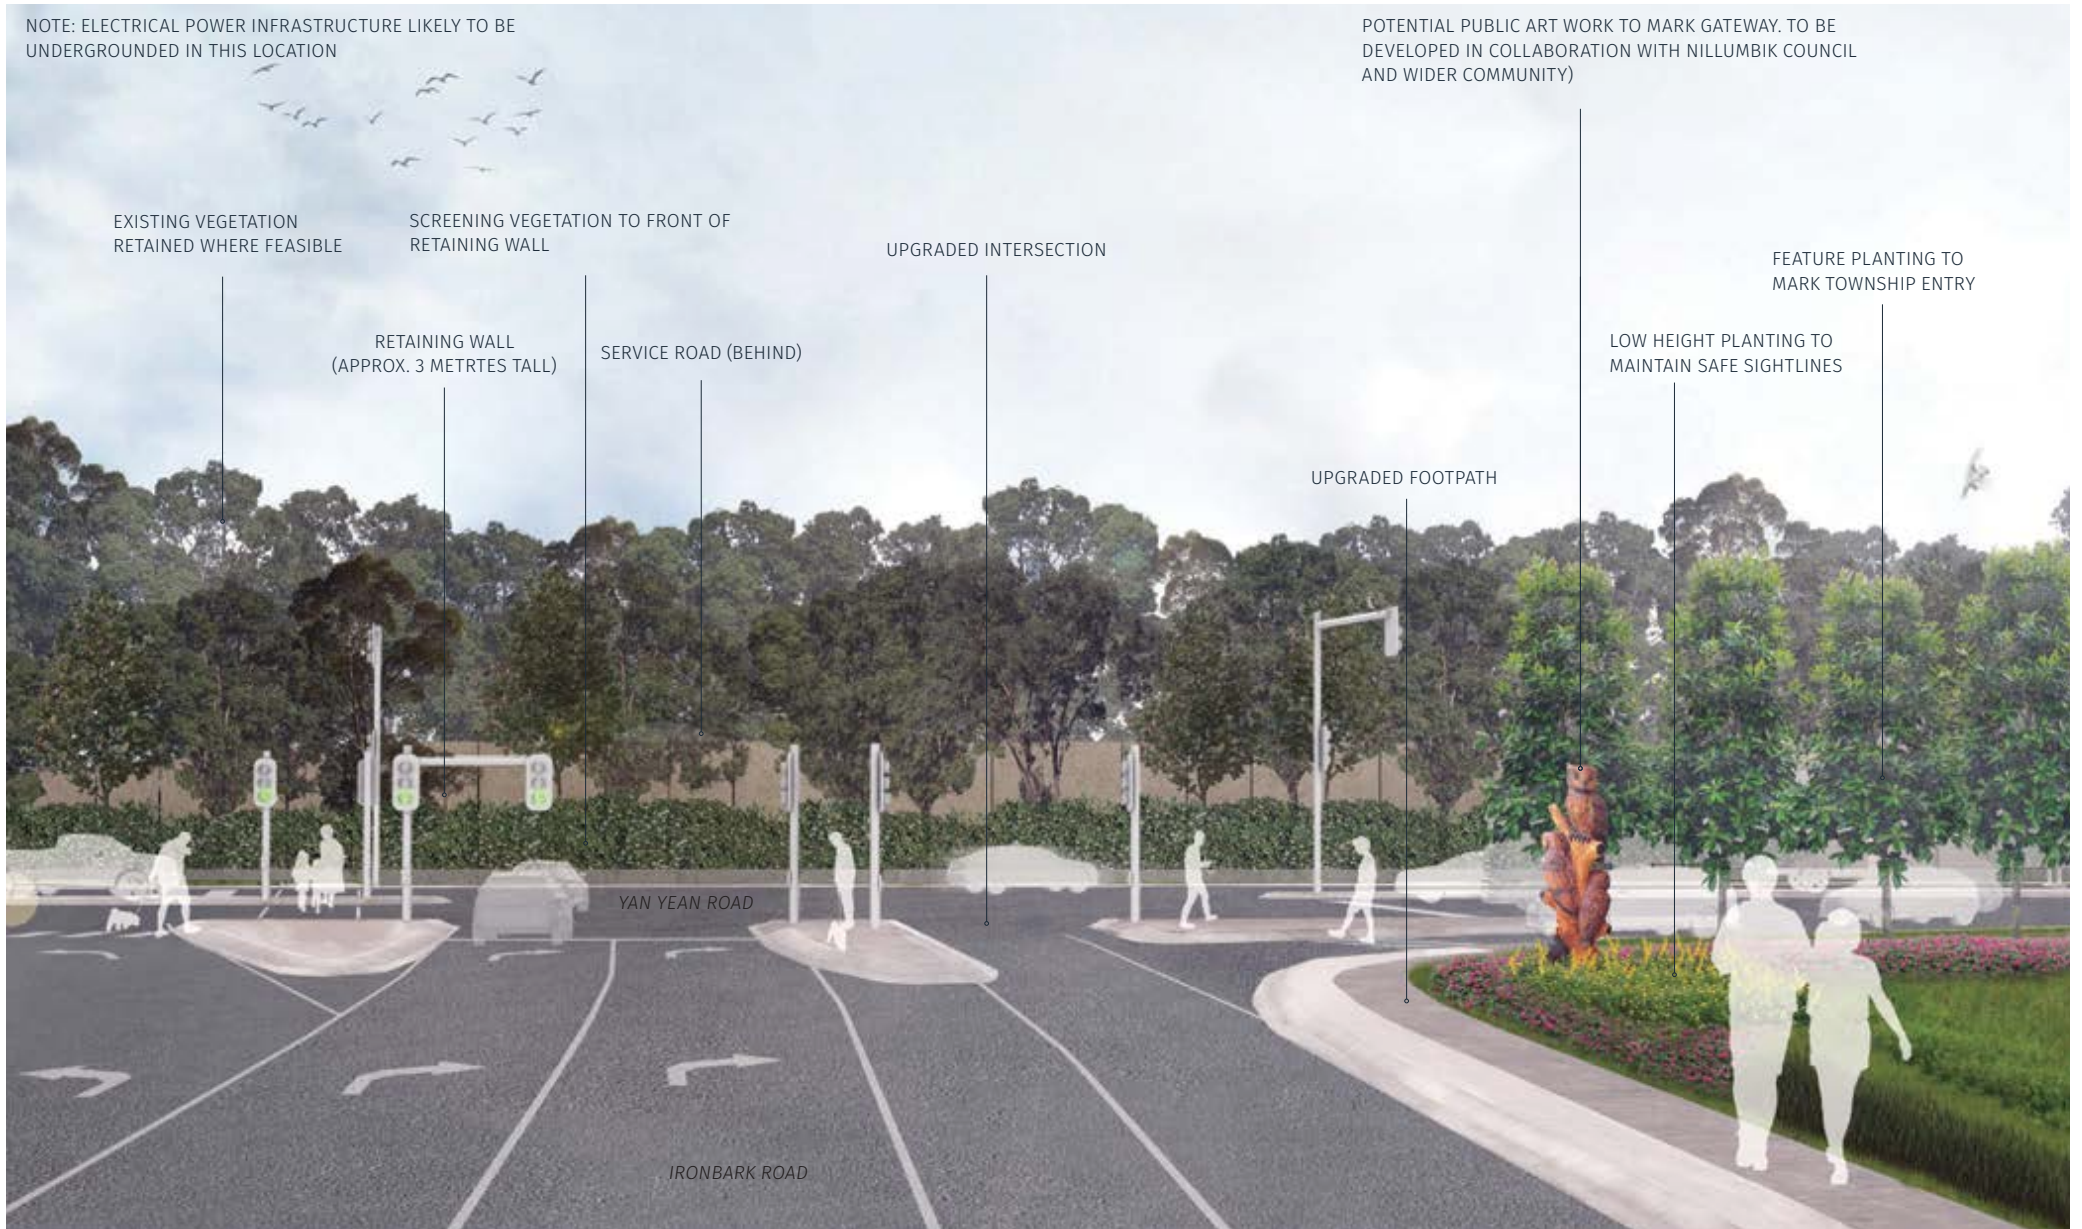 NOTE: ELECTRICAL POWER INFRASTRUCTURE LIKELY TO BE
UNDERGROUNDED IN THIS LOCATION
POTENTIAL PUBLIC ART WORK TO MARK GATEWAY. TO BE
DEVELOPED IN COLLABORATION WITH NILLUMBIK COUNCIL
AND WIDER COMMUNITY)
EXISTING VEGETATION
RETAINED WHERE FEASIBLE
SCREENING VEGETATION TO FRONT OF
RETAINING WALL
UPGRADED INTERSECTION
FEATURE PLANTING TO
MARK TOWNSHIP ENTRY
RETAINING WALL
(APPROX. 3 METRTES TALL)
SERVICE ROAD (BEHIND)
LOW HEIGHT PLANTING TO
MAINTAIN SAFE SIGHTLINES
UPGRADED FOOTPATH
YAN YEAN ROAD
IRONBARK ROAD